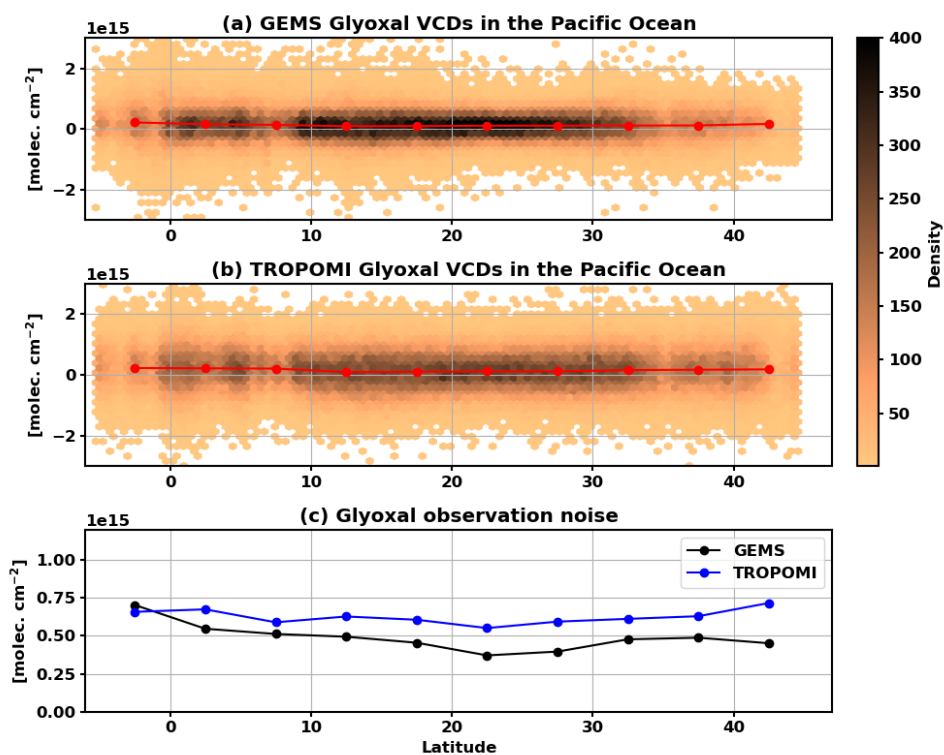 (a) GEMS Glyoxal VCDs in the Pacific Ocean
1e15
[molec. cm⁻²]
2
0
−2
0 10 20 30 40
(b) TROPOMI Glyoxal VCDs in the Pacific Ocean
1e15
[molec. cm⁻²]
2
0
−2
0 10 20 30 40
400
350
300
250
200
150
100
50
Density
(c) Glyoxal observation noise
1e15
[molec. cm⁻²]
1.00
0.75
0.50
0.25
0.00
GEMS
TROPOMI
0 10 20 30 40
Latitude